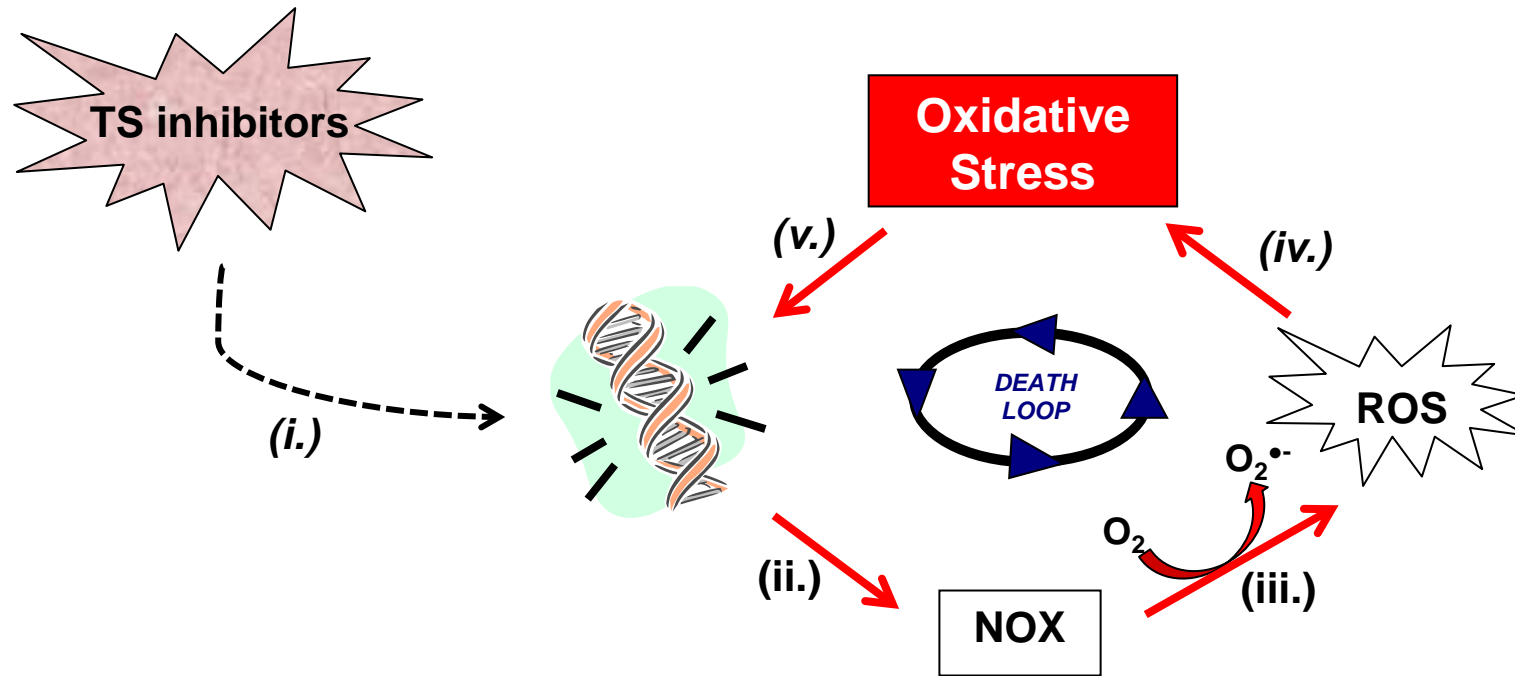 TS inhibitors
Oxidative
Stress
(v.)
(iv.)
DEATH
LOOP
ROS
(i.)
O₂•-
O₂
(ii.)
(iii.)
NOX